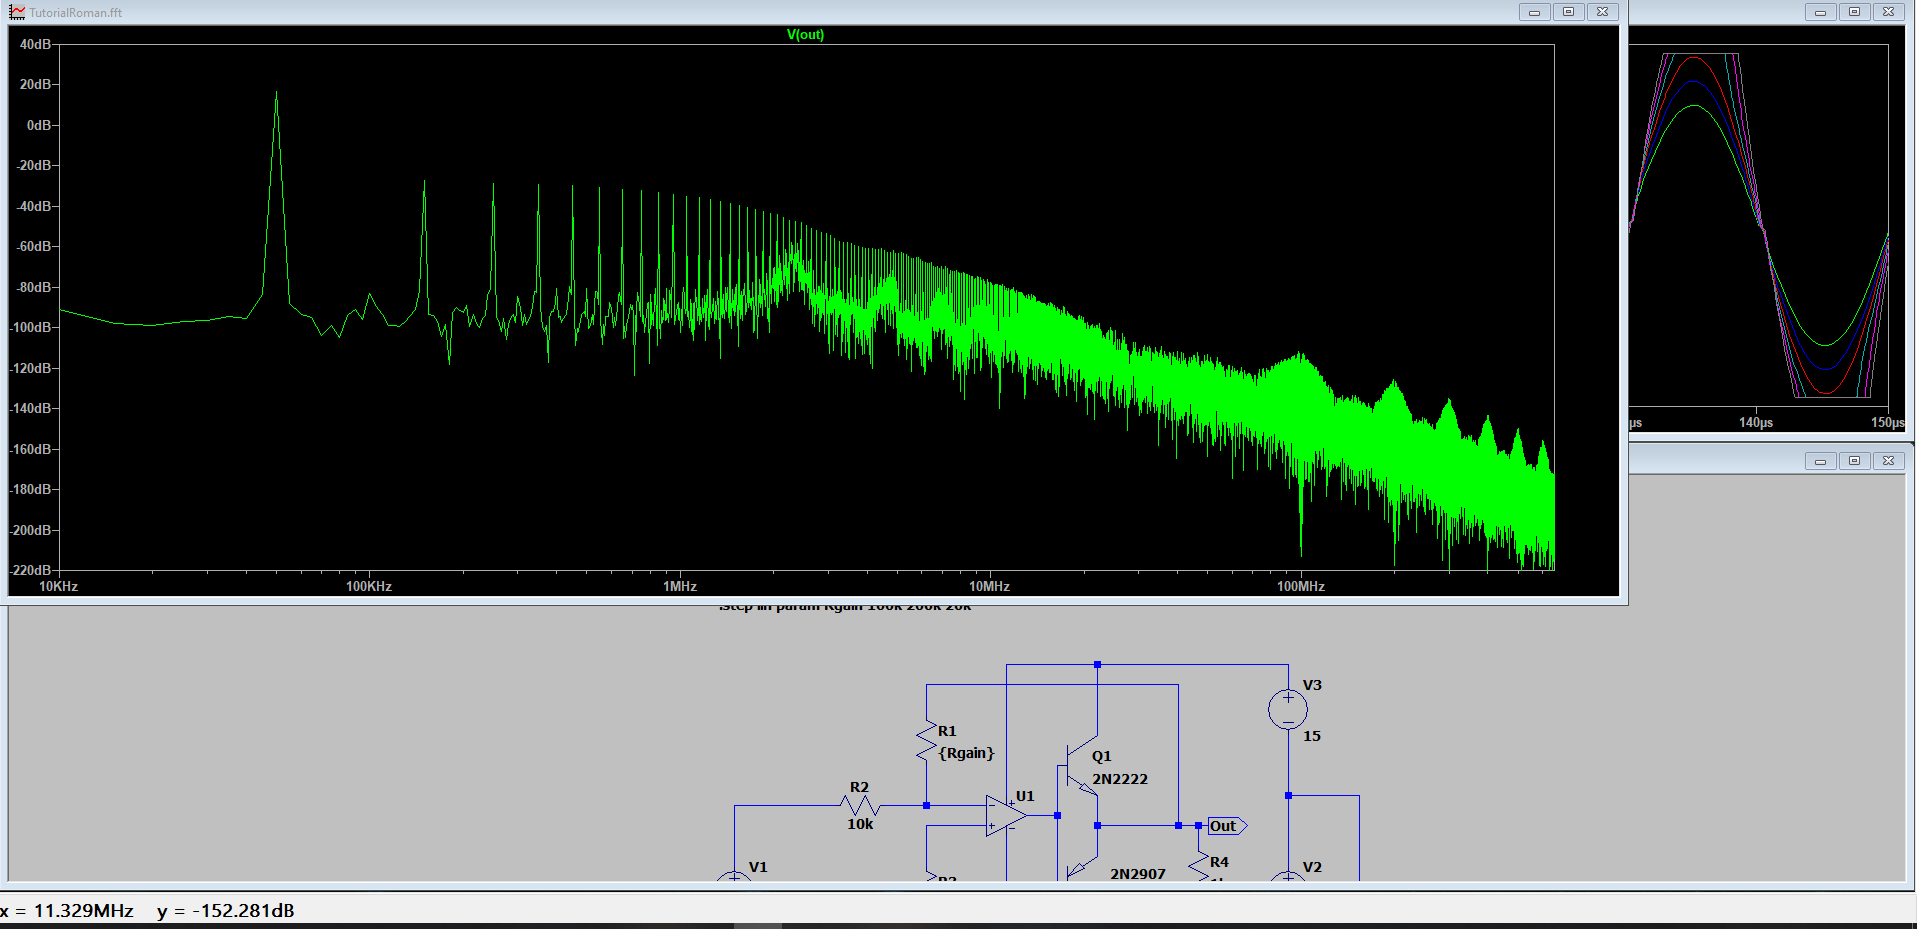 TutorialRoman.fft
V(out)
40dB
20dB
0dB
-20dB
-40dB
-60dB
-80dB
-100dB
-120dB
-140dB
-160dB
-180dB
-200dB
-220dB
10KHz 100KHz 1MHz 10MHz 100MHz
µs 140µs 150µs
.step lin param Rgain 100k 200k 20k
V3
15
R1
{Rgain}
Q1
2N2222
R2
10k
U1
Out
V1
R4
V2
2N2907
x = 11.329MHz y = -152.281dB